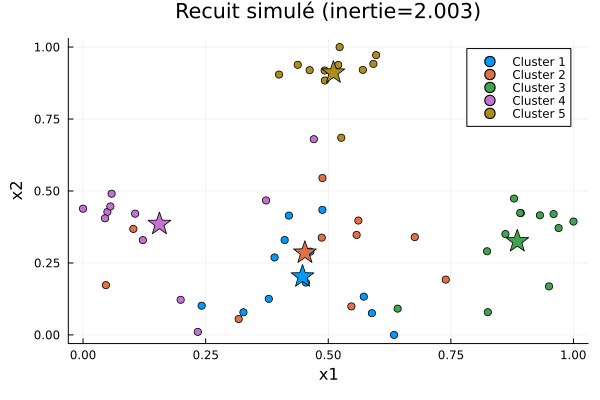 Recuit simulé (inertie=2.003)
1.00
0.75
0.50
0.25
0.00
x2
Cluster 1
Cluster 2
Cluster 3
Cluster 4
Cluster 5
0.00 0.25 0.50 0.75 1.00
x1